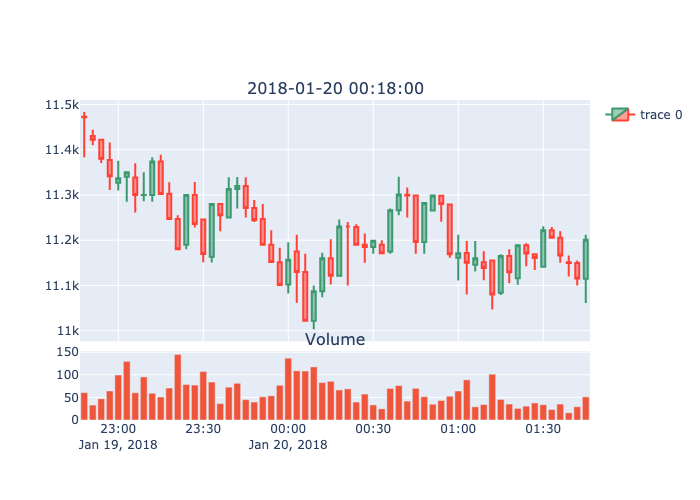 2018-01-20 00:18:00
11.5k
11.4k
11.3k
11.2k
11.1k
11k
trace 0
Volume
150
100
50
0
23:00 23:30 00:00 00:30 01:00 01:30
Jan 19, 2018 Jan 20, 2018